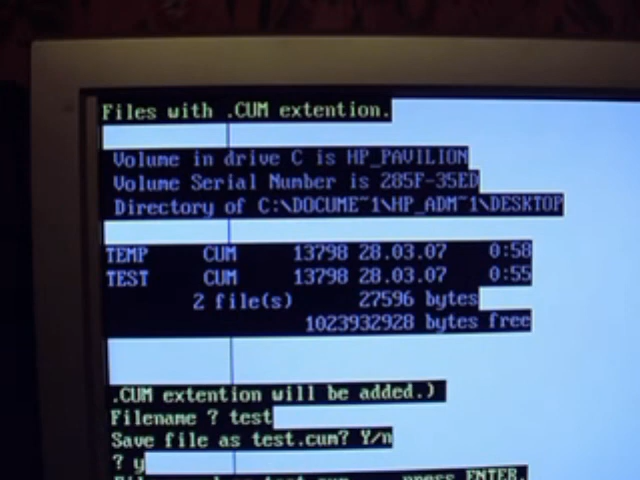 Files with .CUM extention.
Volume in drive C is HP_PAVILION
Volume Serial Number is 285F-35ED
Directory of C:\DOCUME~1\HP_ADM~1\DESKTOP
TEMP CUM 13798 28.03.07 0:58
TEST CUM 13798 28.03.07 0:55
2 file(s) 27596 bytes
1023932928 bytes free
.CUM extention will be added.)
Filename ? test
Save file as test.cum? Y/n
? y
press ENTER.